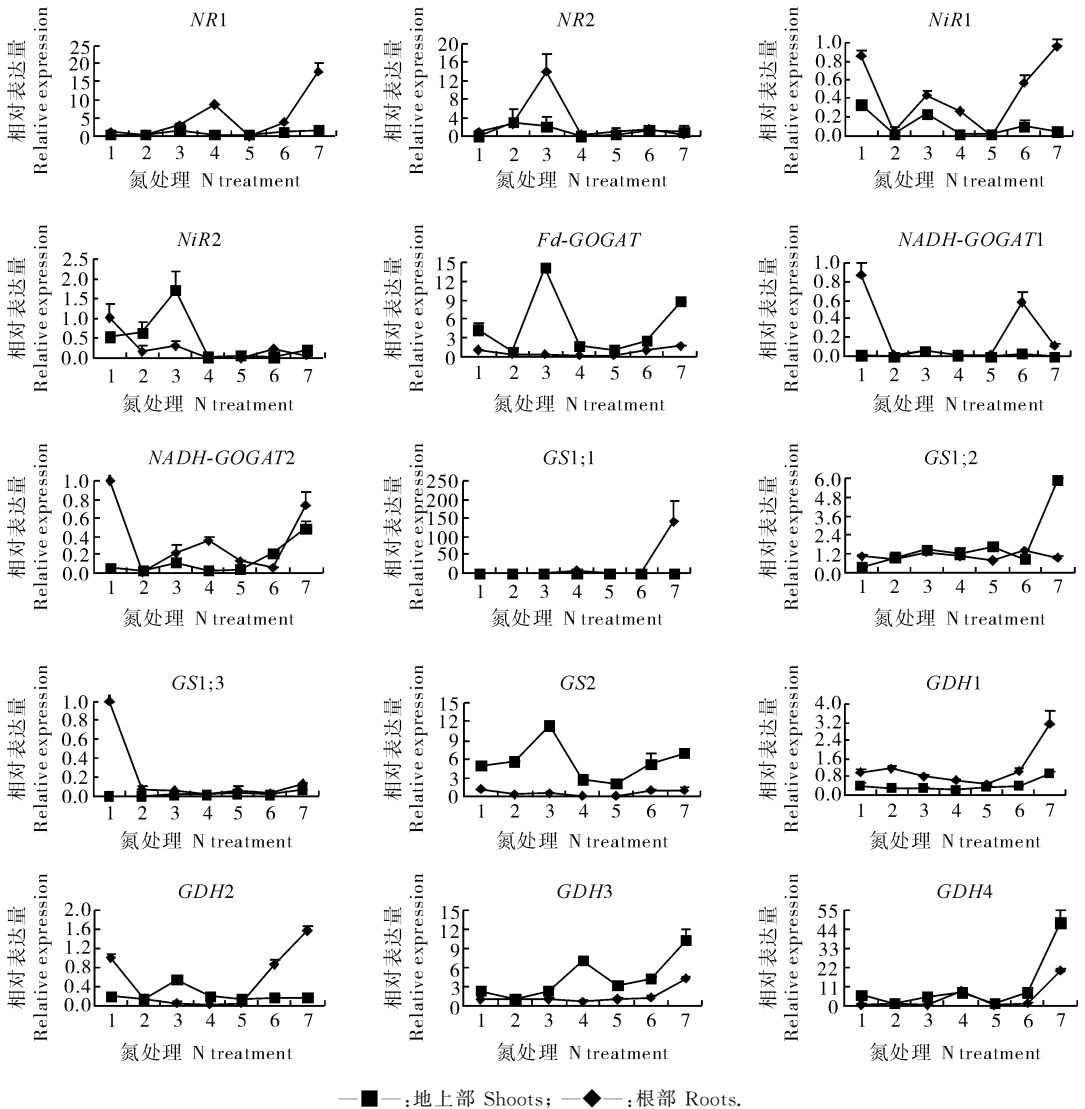 NR1
相对表达量
Relative expression
25
20
15
10
5
0
1 2 3 4 5 6 7
氮处理 N treatment
NR2
相对表达量
Relative expression
20
16
12
8
4
0
1 2 3 4 5 6 7
氮处理 N treatment
NiR1
相对表达量
Relative expression
1.0
0.8
0.6
0.4
0.2
0.0
1 2 3 4 5 6 7
氮处理 N treatment
NiR2
相对表达量
Relative expression
2.5
2.0
1.5
1.0
0.5
0.0
1 2 3 4 5 6 7
氮处理 N treatment
Fd-GOGAT
相对表达量
Relative expression
15
12
9
6
3
0
1 2 3 4 5 6 7
氮处理 N treatment
NADH-GOGAT1
相对表达量
Relative expression
1.0
0.8
0.6
0.4
0.2
0.0
1 2 3 4 5 6 7
氮处理 N treatment
NADH-GOGAT2
相对表达量
Relative expression
1.0
0.8
0.6
0.4
0.2
0.0
1 2 3 4 5 6 7
氮处理 N treatment
GS1;1
相对表达量
Relative expression
250
200
150
100
50
0
1 2 3 4 5 6 7
氮处理 N treatment
GS1;2
相对表达量
Relative expression
6.0
4.8
3.6
2.4
1.2
0.0
1 2 3 4 5 6 7
氮处理 N treatment
GS1;3
相对表达量
Relative expression
1.0
0.8
0.6
0.4
0.2
0.0
1 2 3 4 5 6 7
氮处理 N treatment
GS2
相对表达量
Relative expression
15
12
9
6
3
0
1 2 3 4 5 6 7
氮处理 N treatment
GDH1
相对表达量
Relative expression
4.0
3.2
2.4
1.6
0.8
0.0
1 2 3 4 5 6 7
氮处理 N treatment
GDH2
相对表达量
Relative expression
2.0
1.6
1.2
0.8
0.4
0.0
1 2 3 4 5 6 7
氮处理 N treatment
GDH3
相对表达量
Relative expression
15
12
9
6
3
0
1 2 3 4 5 6 7
氮处理 N treatment
GDH4
相对表达量
Relative expression
55
44
33
22
11
0
1 2 3 4 5 6 7
氮处理 N treatment
—■—:地上部 Shoots; —◆—:根部 Roots.